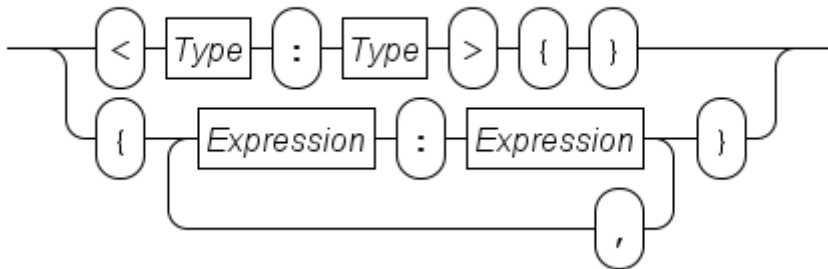 < Type : Type > { }
{ Expression : Expression }
,